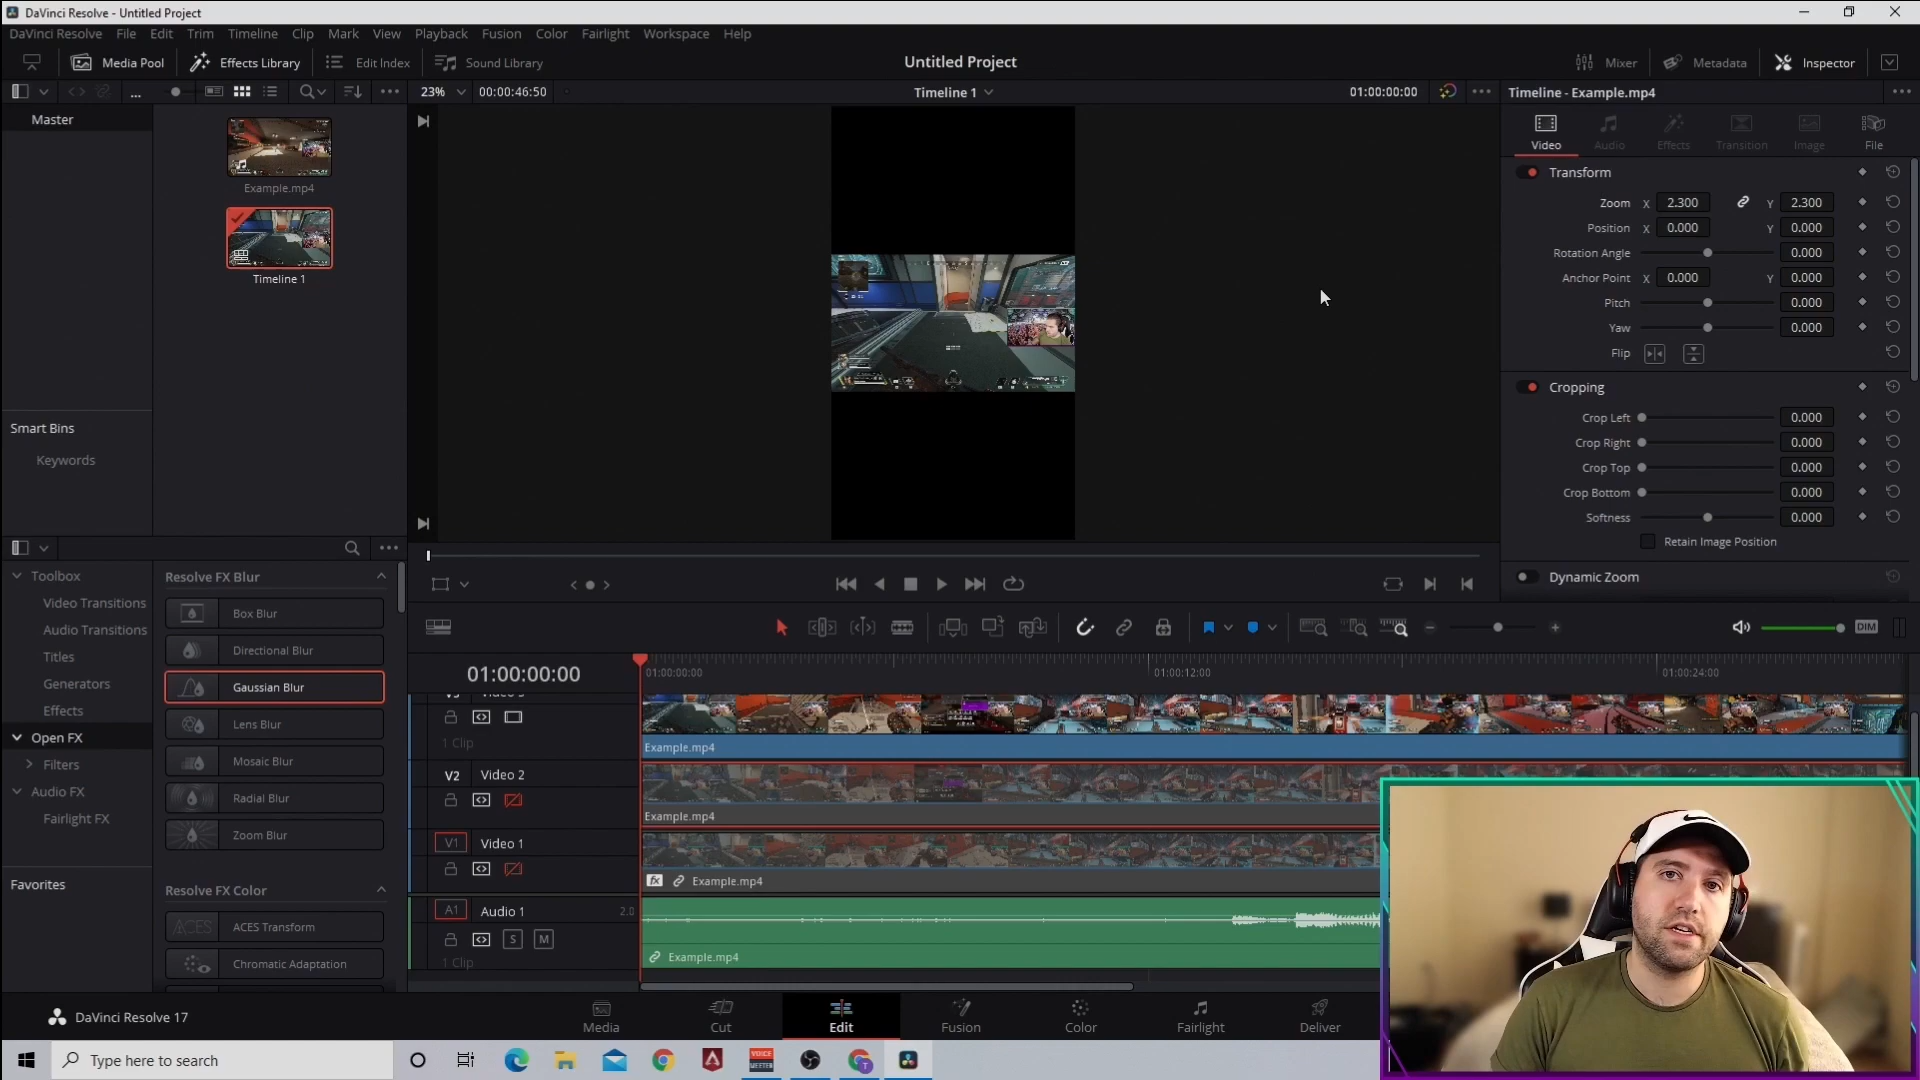 DaVinci Resolve - Untitled Project
DaVinci Resolve File Edit Trim Timeline Clip Mark View Playback Fusion Color Fairlight Workspace Help
Media Pool Effects Library Edit Index Sound Library Untitled Project Mixer Metadata Inspector
23% 00:00:46:50 Timeline 1 01:00:00:00 Timeline - Example.mp4
Master
Example.mp4
Timeline 1
Smart Bins
Keywords
Video Audio Effects Transition Image File
Transform
Zoom X 2.300 Y 2.300
Position X 0.000 Y 0.000
Rotation Angle 0.000
Anchor Point X 0.000 Y 0.000
Pitch 0.000
Yaw 0.000
Flip
Cropping
Crop Left 0.000
Crop Right 0.000
Crop Top 0.000
Crop Bottom 0.000
Softness 0.000
Retain Image Position
Dynamic Zoom
Toolbox
Video Transitions
Audio Transitions
Titles
Generators
Effects
Open FX
Filters
Audio FX
Fairlight FX
Favorites
Resolve FX Blur
Box Blur
Directional Blur
Gaussian Blur
Lens Blur
Mosaic Blur
Radial Blur
Zoom Blur
Resolve FX Color
ACES Transform
Chromatic Adaptation
DIM
01:00:00:00 01:00:00:00 01:00:12:00 01:00:24:00
1 Clip Example.mp4
V2 Video 2
Example.mp4
V1 Video 1
fx Example.mp4
A1 Audio 1 2.0
S M
1 Clip Example.mp4
DaVinci Resolve 17
Media Cut Edit Fusion Color Fairlight Deliver
Type here to search
VOICE
MEETER
T